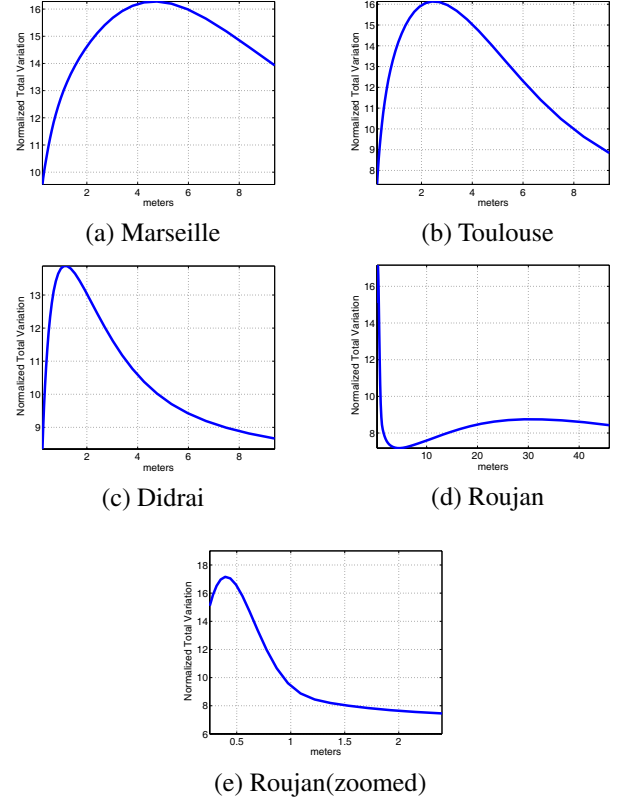 16
15
14
13
12
11
10
Normalized Total Variation
2 4 6 8
meters
(a) Marseille
16
15
14
13
12
11
10
9
8
Normalized Total Variation
2 4 6 8
meters
(b) Toulouse
13
12
11
10
9
Normalized Total Variation
2 4 6 8
meters
(c) Didrai
16
14
12
10
8
Normalized Total Variation
10 20 30 40
meters
(d) Roujan
18
16
14
12
10
8
6
Normalized Total Variation
0.5 1 1.5 2
meters
(e) Roujan(zoomed)